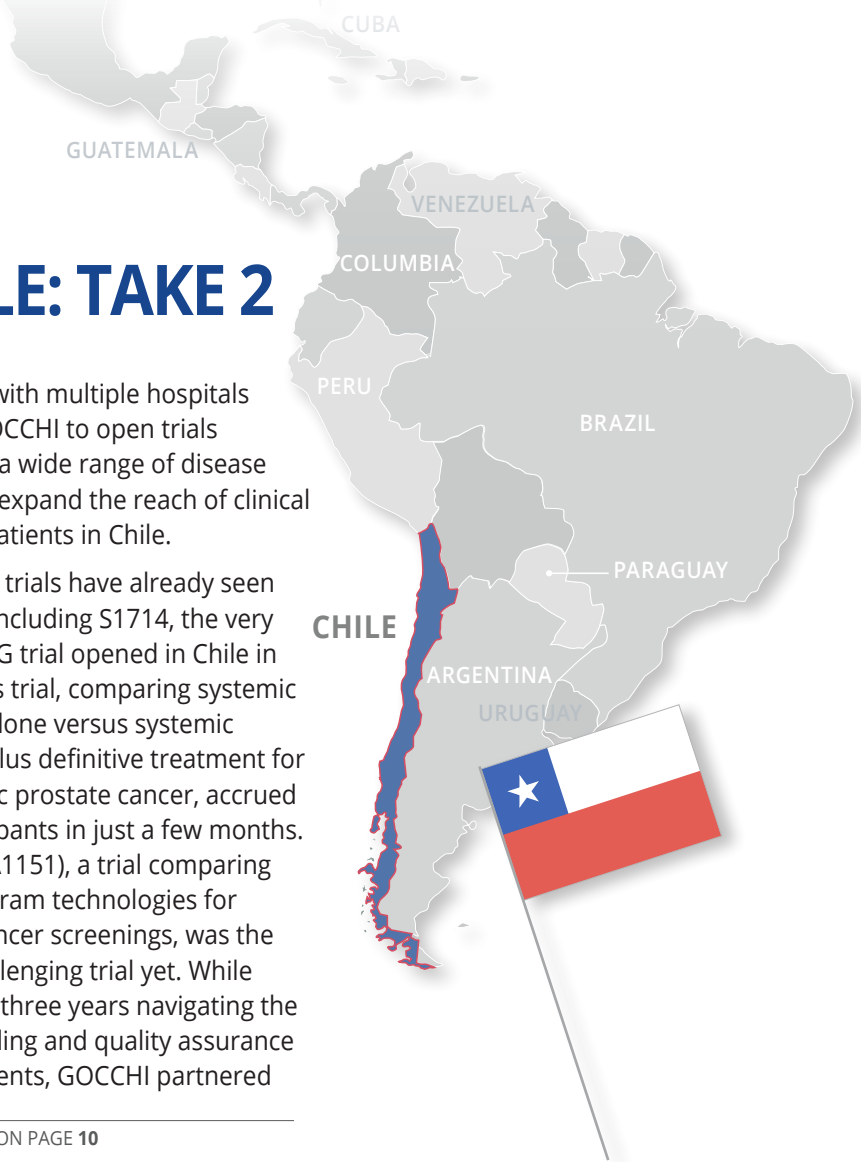 CUBA
GUATEMALA
VENEZUELA
COLUMBIA
LE: TAKE 2
PERU
BRAZIL
with multiple hospitals
OCCHI to open trials
a wide range of disease
expand the reach of clinical
atients in Chile.
trials have already seen
ncluding S1714, the very
G trial opened in Chile in
s trial, comparing systemic
lone versus systemic
lus definitive treatment for
c prostate cancer, accrued
pants in just a few months.
A1151), a trial comparing
ram technologies for
ncer screenings, was the
lenging trial yet. While
three years navigating the
ling and quality assurance
ents, GOCCHI partnered
PARAGUAY
CHILE
ARGENTINA
URUGUAY
ON PAGE 10